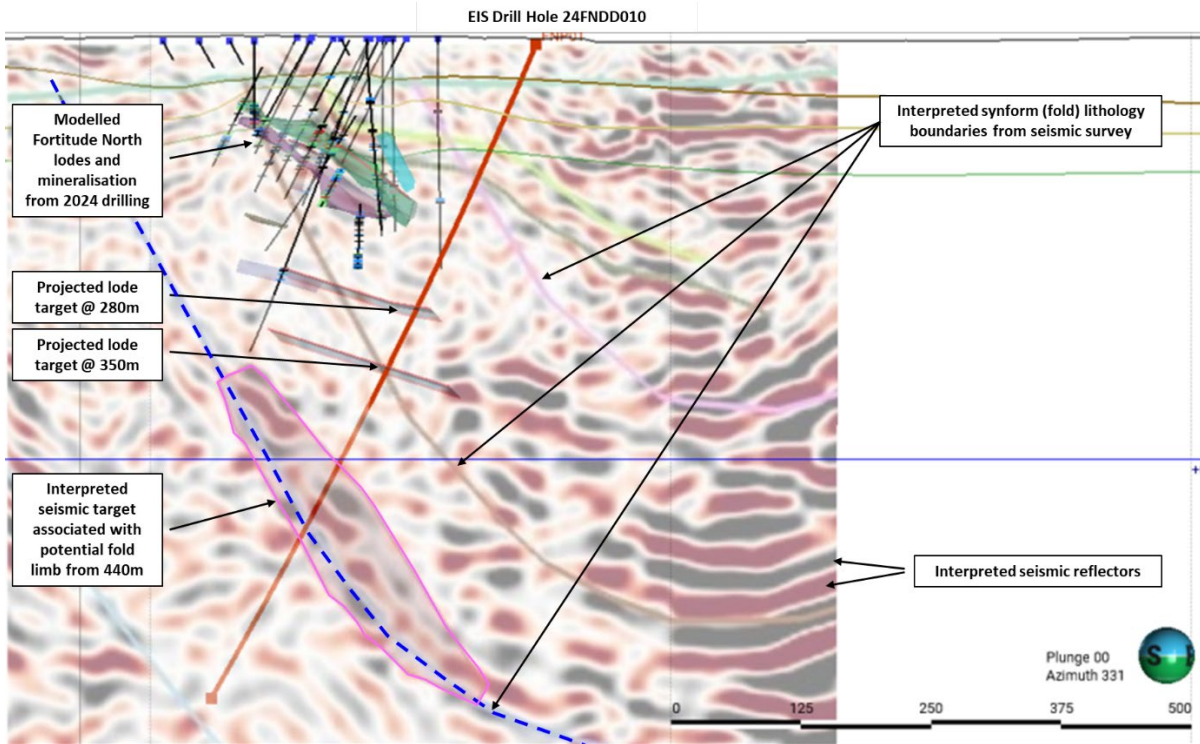 EIS Drill Hole 24FNDD010
Modelled
Fortitude North
lodes and
mineralisation
from 2024 drilling
Interpreted synform (fold) lithology
boundaries from seismic survey
Projected lode
target @ 280m
Projected lode
target @ 350m
Interpreted
seismic target
associated with
potential fold
limb from 440m
Interpreted seismic reflectors
Plunge 00
Azimuth 331
S
0 125 250 375 500